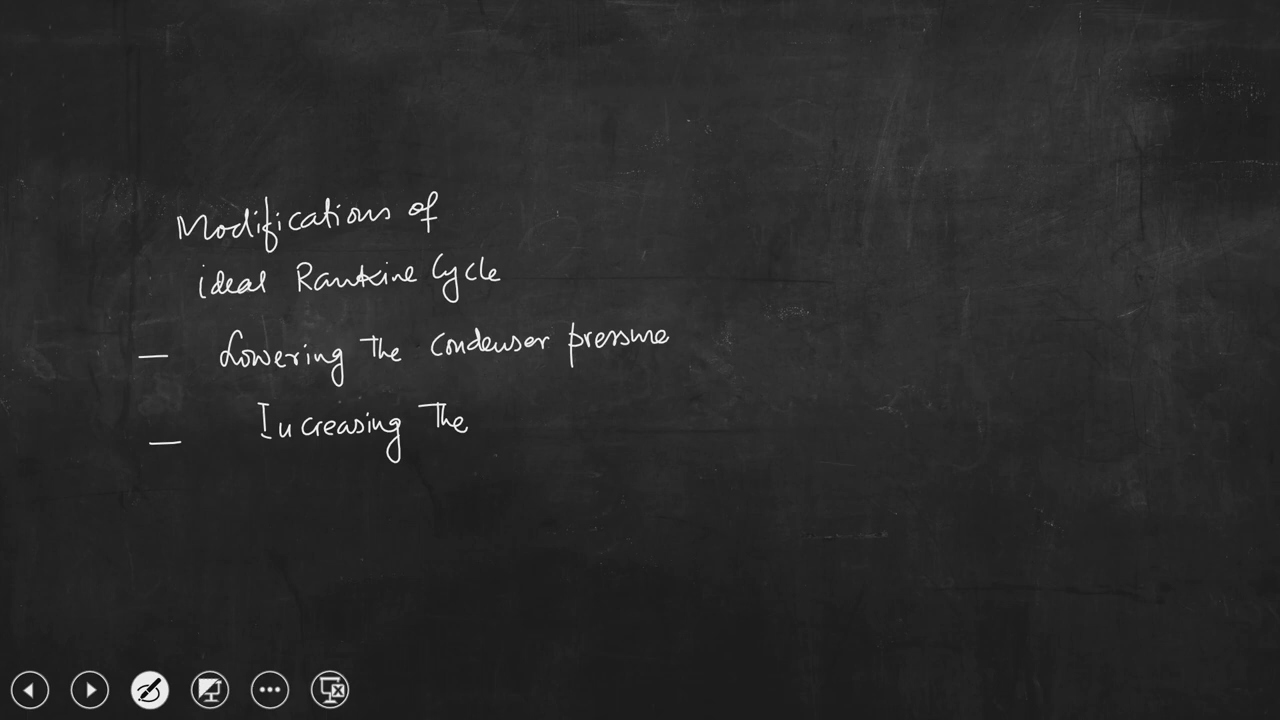 Modifications of
ideal Rankine Cycle
— Lowering The Condenser pressure
— Increasing The